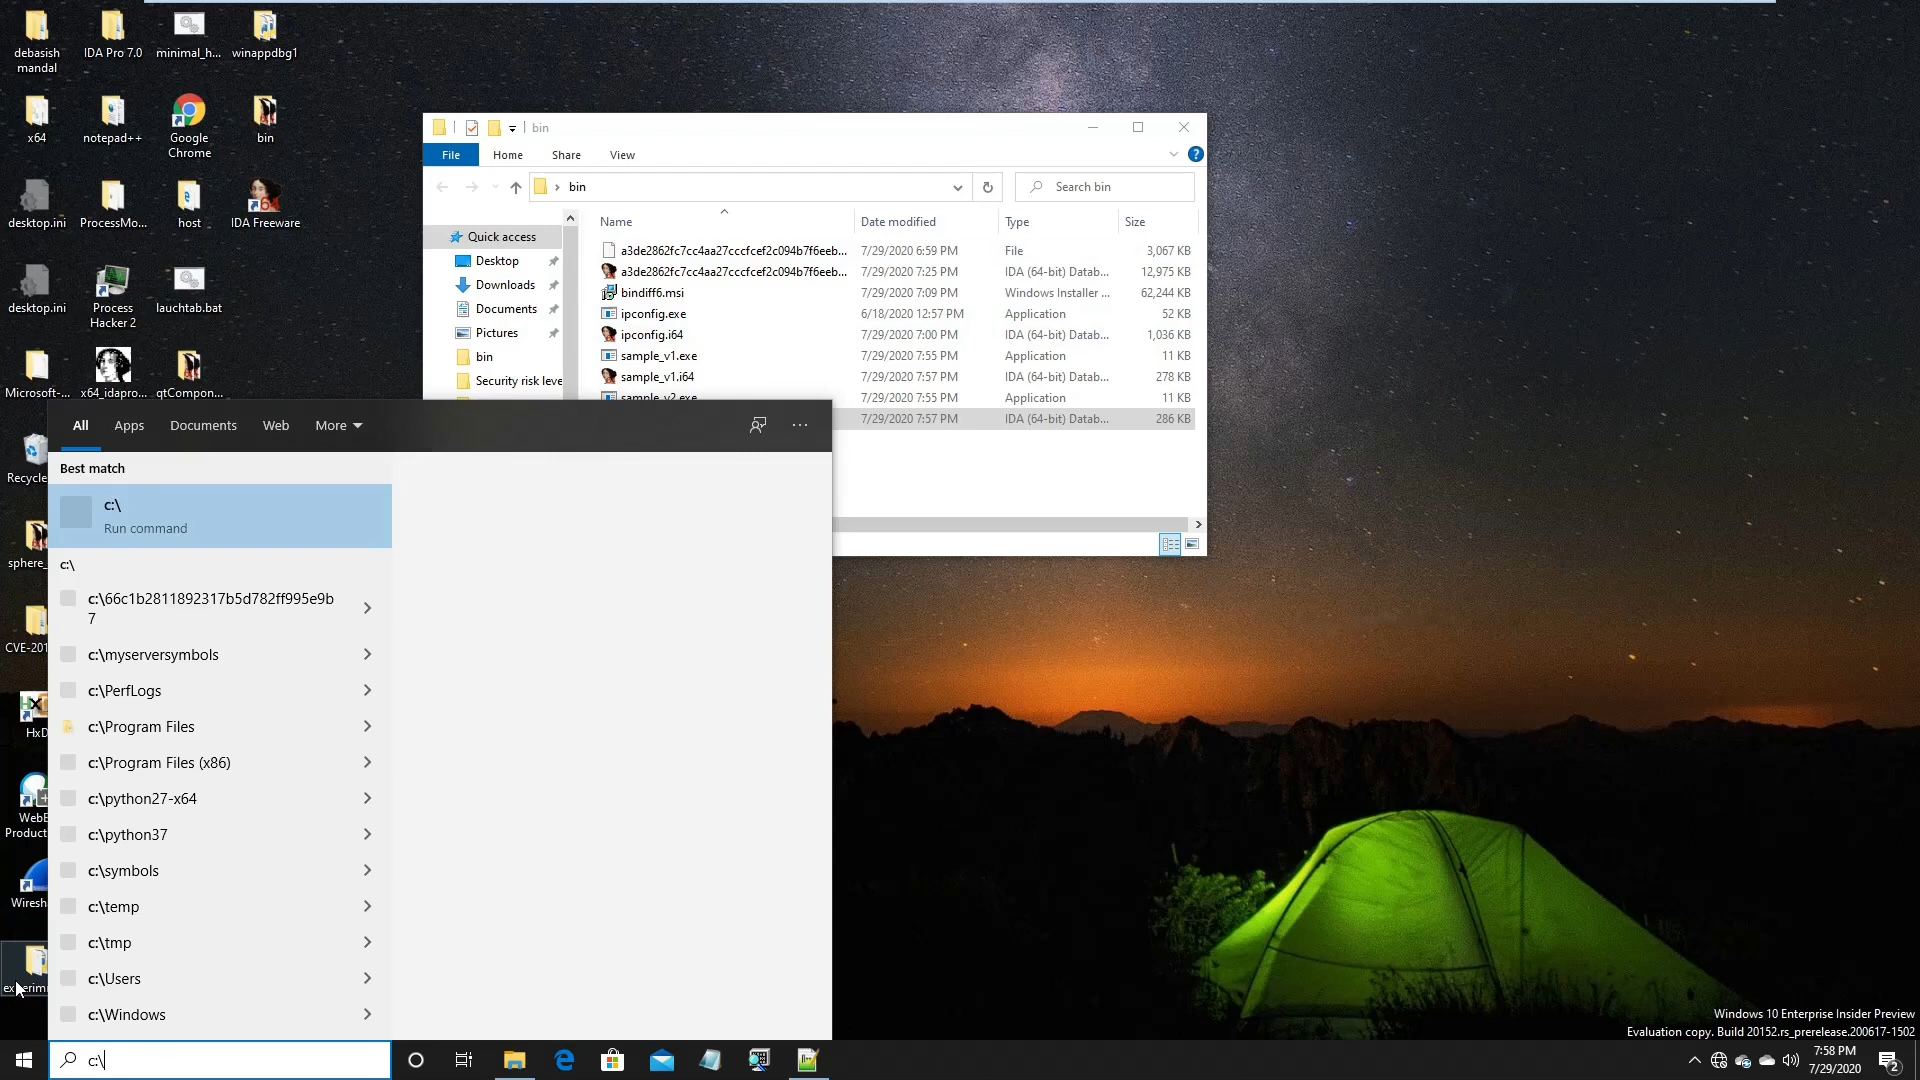 debasish
mandal
IDA Pro 7.0
minimal_h...
winappdbg1
x64
notepad++
Google
Chrome
bin
desktop.ini
ProcessMo...
host
IDA Freeware
64
desktop.ini
Process
Hacker 2
lauchtab.bat
Microsoft-...
x64_idapro...
qtCompon...
Recycle
sphere_
CVE-201
HxD
WebE
Product
Wiresha
bin
File
Home
Share
View
bin
Search bin
Name
Date modified
Type
Size
Quick access
Desktop
Downloads
Documents
Pictures
bin
Security risk leve
a3de2862fc7cc4aa27cccfcef2c094b7f6eeb... 7/29/2020 6:59 PM File 3,067 KB
a3de2862fc7cc4aa27cccfcef2c094b7f6eeb... 7/29/2020 7:25 PM IDA (64-bit) Datab... 12,975 KB
bindiff6.msi 7/29/2020 7:09 PM Windows Installer ... 62,244 KB
ipconfig.exe 6/18/2020 12:57 PM Application 52 KB
ipconfig.i64 7/29/2020 7:00 PM IDA (64-bit) Datab... 1,036 KB
sample_v1.exe 7/29/2020 7:55 PM Application 11 KB
sample_v1.i64 7/29/2020 7:57 PM IDA (64-bit) Datab... 278 KB
sample_v2.exe 7/29/2020 7:55 PM Application 11 KB
7/29/2020 7:57 PM IDA (64-bit) Datab... 286 KB
All
Apps
Documents
Web
More
Best match
c:\
Run command
c:\
c:\66c1b2811892317b5d782ff995e9b
7
c:\myserversymbols
c:\PerfLogs
c:\Program Files
c:\Program Files (x86)
c:\python27-x64
c:\python37
c:\symbols
c:\temp
c:\tmp
c:\Users
c:\Windows
c:\
Windows 10 Enterprise Insider Preview
Evaluation copy. Build 20152.rs_prerelease.200617-1502
7:58 PM
7/29/2020
2